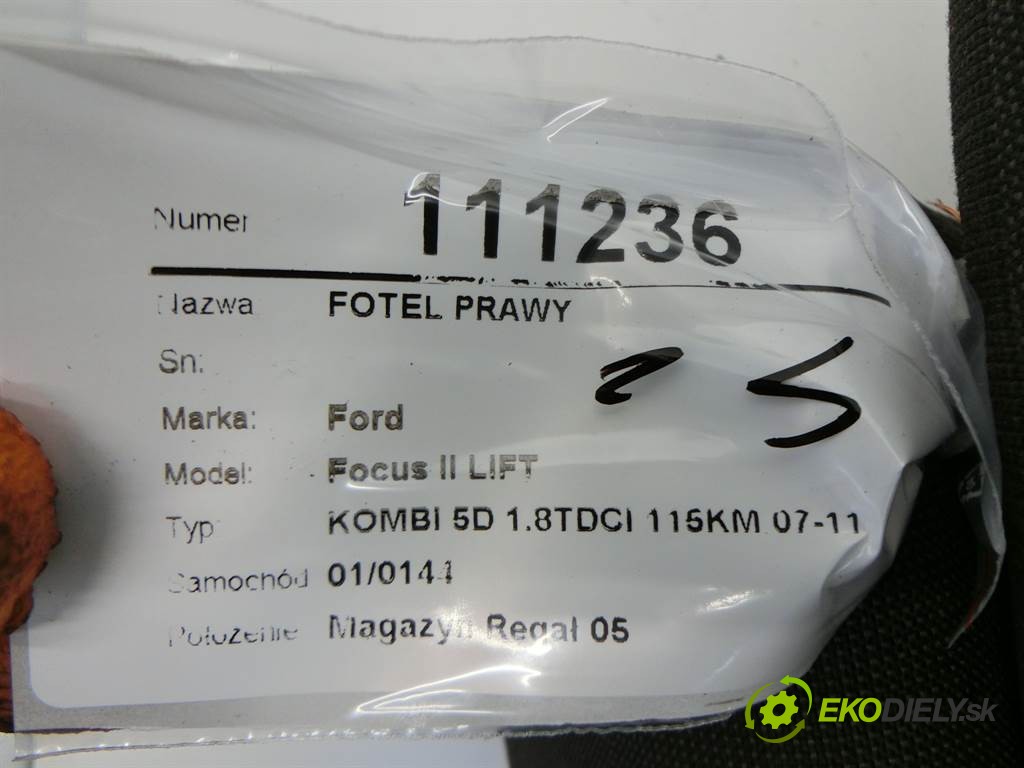 Numer 111236
Nazwa FOTEL PRAWY
Sn:
Marka: Ford
Model: Focus II LIFT
Typ KOMBI 5D 1.8TDCI 115KM 07-11
Samochód 01/0144
Położenie Magazyn Regał 05
EKODIELY.sk